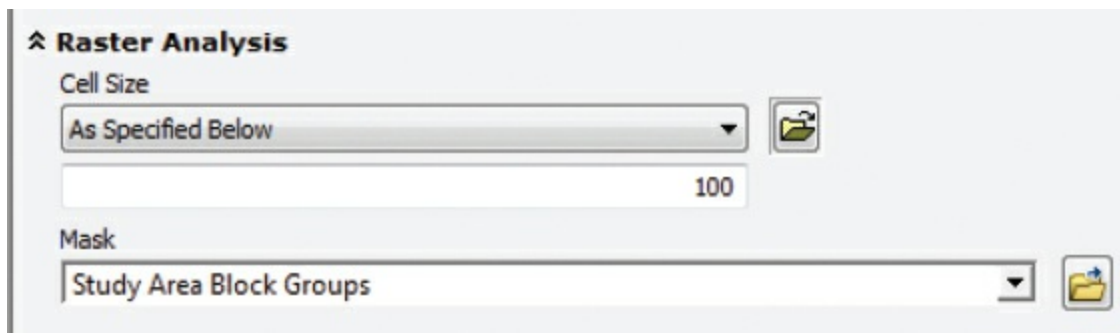 Raster Analysis
Cell Size
As Specified Below
100
Mask
Study Area Block Groups